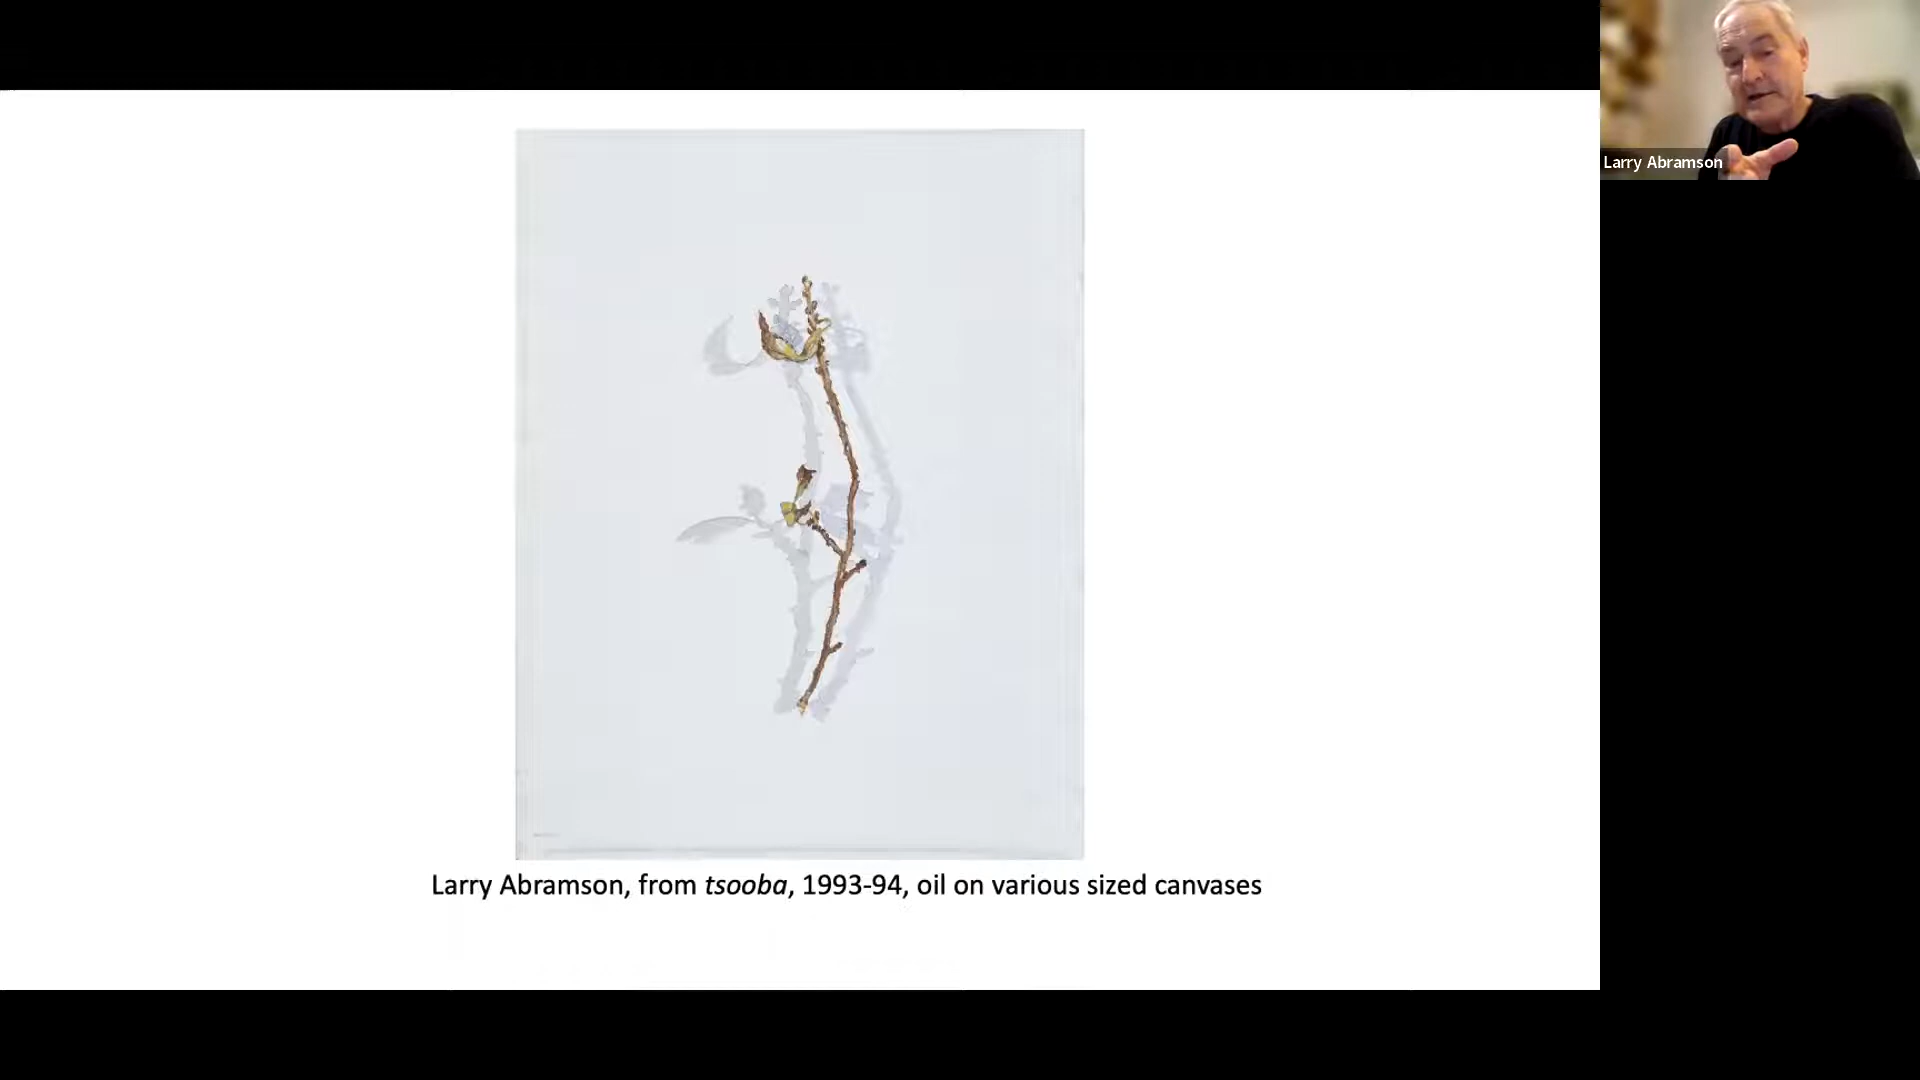 Larry Abramson
Larry Abramson, from tsooba, 1993-94, oil on various sized canvases